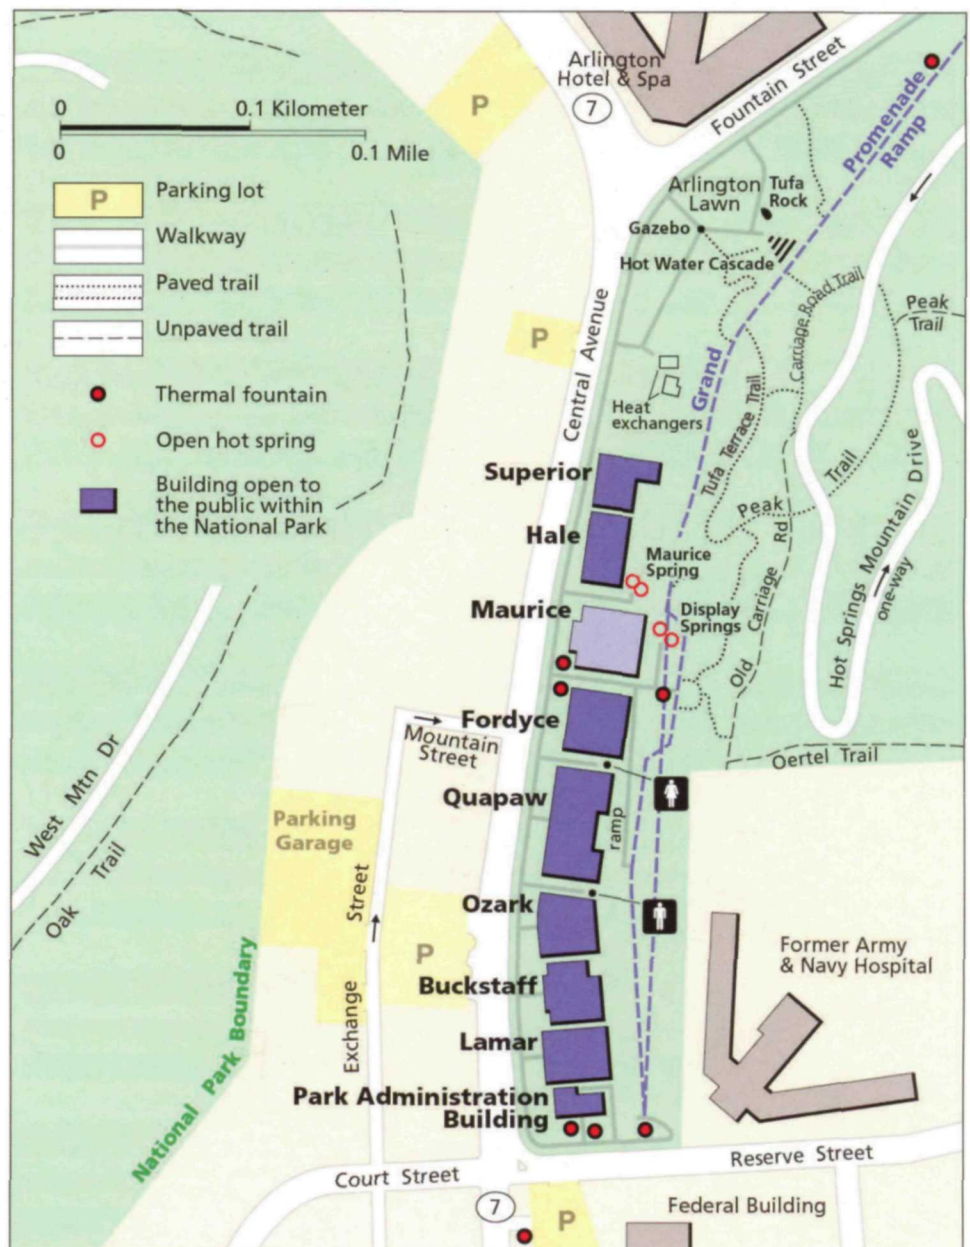 Arlington
Hotel & Spa
7
Fountain Street
P
0
0.1 Kilometer
0
0.1 Mile
P
Parking lot
Walkway
Paved trail
Unpaved trail
Thermal fountain
Open hot spring
Building open to
the public within
the National Park
Promenade
Ramp
Arlington
Lawn
Tufa
Rock
Gazebo
Hot Water Cascade
Carriage Road Trail
Peak
Trail
P
Central Avenue
Grand
Heat
exchangers
Tufa Terrace Trail
Superior
Peak
Trail
Hale
Maurice
Spring
Hot Springs Mountain Drive
one-way
Maurice
Display
Springs
Old Carriage Rd
Fordyce
Mountain
Street
Oertel Trail
West Mtn Dr
Quapaw
ramp
Parking
Garage
Oak Trail
Exchange Street
Ozark
P
Former Army
& Navy Hospital
Buckstaff
Lamar
National Park Boundary
Park Administration
Building
Court Street
Reserve Street
7
P
Federal Building